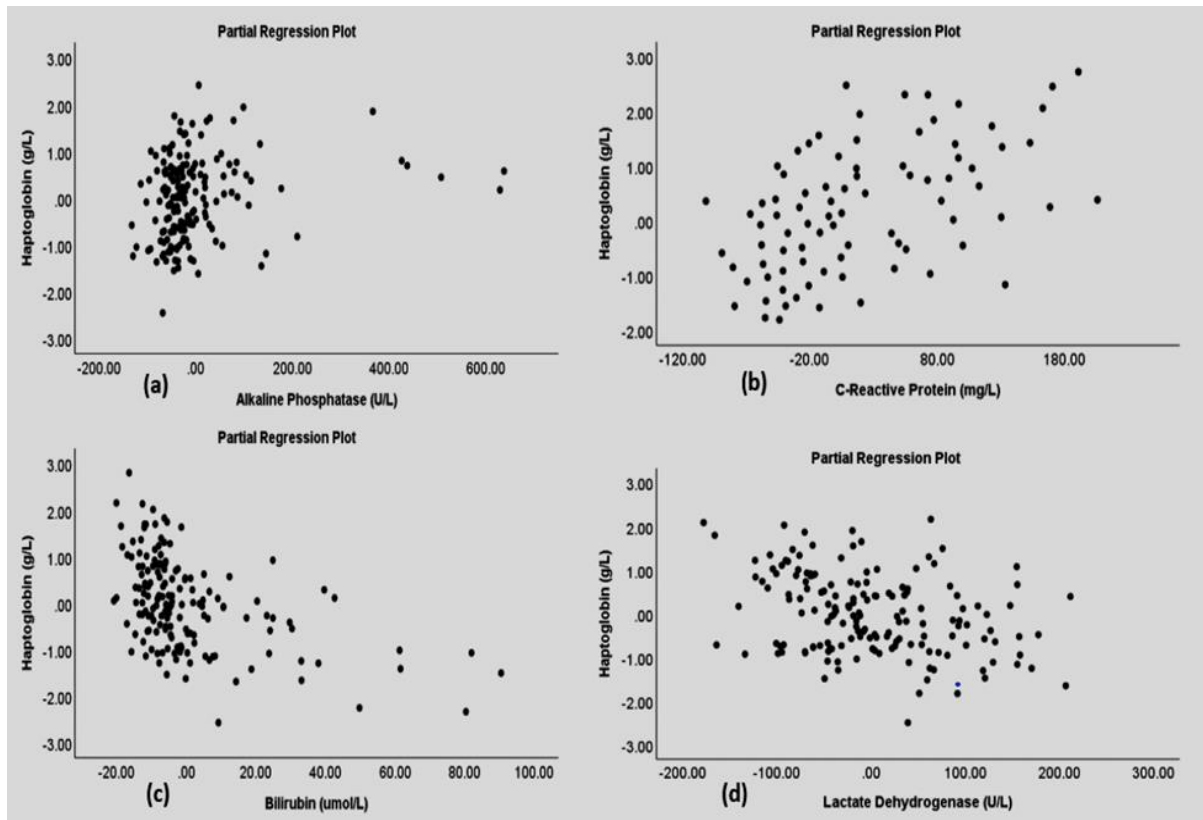 Partial Regression Plot
Haptoglobin (g/L)
3.00
2.00
1.00
.00
-1.00
-2.00
-3.00
-200.00 .00 200.00 400.00 600.00
(a)
Alkaline Phosphatase (U/L)
Partial Regression Plot
Haptoglobin (g/L)
3.00
2.00
1.00
.00
-1.00
-2.00
-120.00 -20.00 80.00 180.00
(b)
C-Reactive Protein (mg/L)
Partial Regression Plot
Haptoglobin (g/L)
3.00
2.00
1.00
.00
-1.00
-2.00
-3.00
-20.00 .00 20.00 40.00 60.00 80.00 100.00
(c)
Bilirubin (umol/L)
Partial Regression Plot
Haptoglobin (g/L)
3.00
2.00
1.00
.00
-1.00
-2.00
-3.00
-200.00 -100.00 .00 100.00 200.00 300.00
(d)
Lactate Dehydrogenase (U/L)